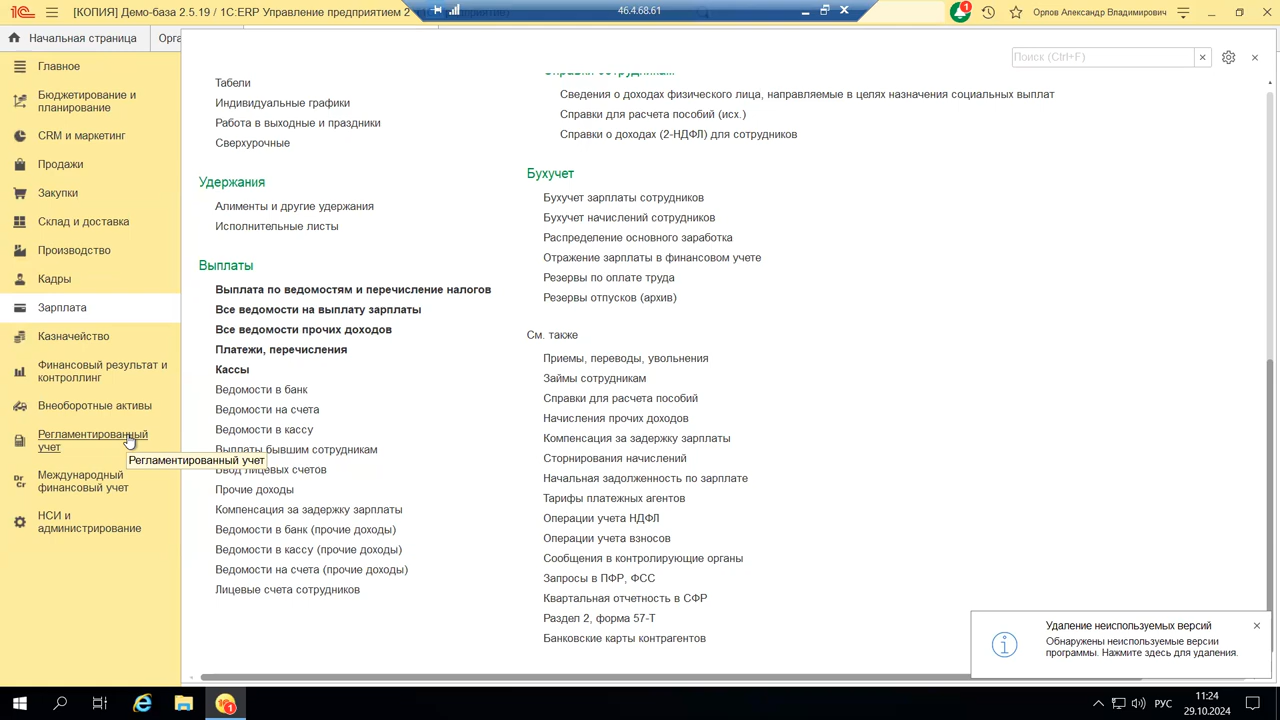 [КОПИЯ] Демо-база 2.5.19 / 1С:ERP Управление предприятием 2
46.4.68.61
1
Орлов Александр Владимирович
Начальная страница
Орга
Поиск (Ctrl+F)
Главное
Бюджетирование и
планирование
CRM и маркетинг
Продажи
Закупки
Склад и доставка
Производство
Кадры
Зарплата
Казначейство
Финансовый результат и
контроллинг
Внеоборотные активы
Регламентированный
учет
Регламентированный учет
Dr
Cr
Международный
финансовый учет
НСИ и
администрирование
Табели
Индивидуальные графики
Работа в выходные и праздники
Сверхурочные
Удержания
Алименты и другие удержания
Исполнительные листы
Выплаты
Выплата по ведомостям и перечисление налогов
Все ведомости на выплату зарплаты
Все ведомости прочих доходов
Платежи, перечисления
Кассы
Ведомости в банк
Ведомости на счета
Ведомости в кассу
Выплаты бывшим сотрудникам
Ввод лицевых счетов
Прочие доходы
Компенсация за задержку зарплаты
Ведомости в банк (прочие доходы)
Ведомости в кассу (прочие доходы)
Ведомости на счета (прочие доходы)
Лицевые счета сотрудников
Справки сотрудникам
Сведения о доходах физического лица, направляемые в целях назначения социальных выплат
Справки для расчета пособий (исх.)
Справки о доходах (2-НДФЛ) для сотрудников
Бухучет
Бухучет зарплаты сотрудников
Бухучет начислений сотрудников
Распределение основного заработка
Отражение зарплаты в финансовом учете
Резервы по оплате труда
Резервы отпусков (архив)
См. также
Приемы, переводы, увольнения
Займы сотрудникам
Справки для расчета пособий
Начисления прочих доходов
Компенсация за задержку зарплаты
Сторнирования начислений
Начальная задолженность по зарплате
Тарифы платежных агентов
Операции учета НДФЛ
Операции учета взносов
Сообщения в контролирующие органы
Запросы в ПФР, ФСС
Квартальная отчетность в СФР
Раздел 2, форма 57-Т
Банковские карты контрагентов
Удаление неиспользуемых версий
Обнаружены неиспользуемые версии
программы. Нажмите здесь для удаления.
1
РУС
11:24
29.10.2024